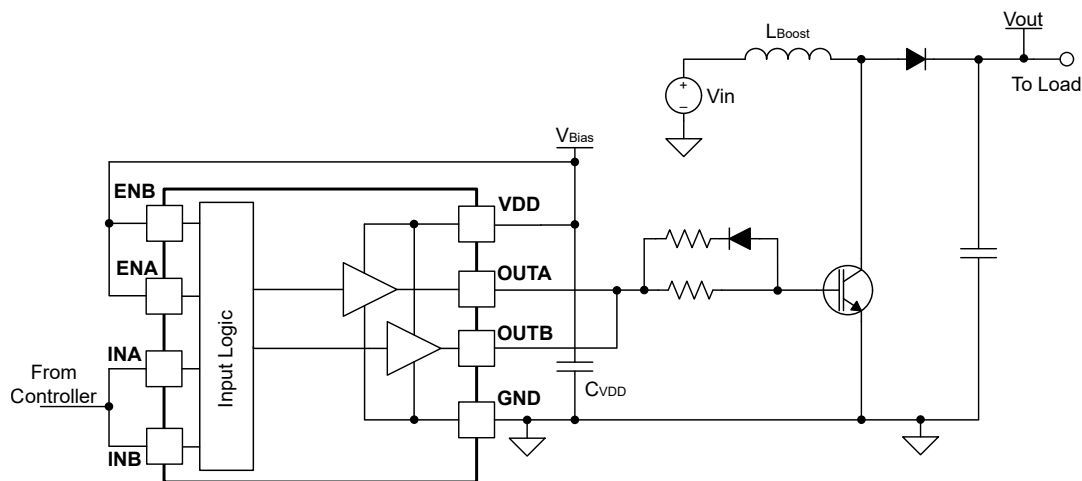 LBoost
Vout
Vin
+
–
To Load
VBias
ENB
VDD
ENA
OUTA
INA
OUTB
From
Controller
Input Logic
CVDD
GND
INB